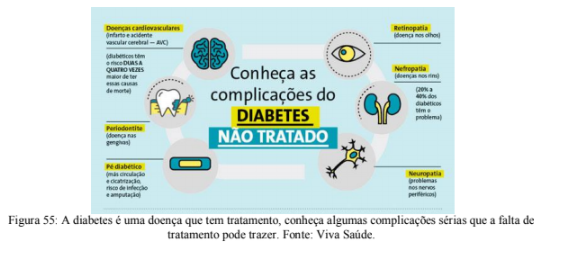 Doenças cardiovasculares
(infarto e acidente
vascular cerebral — AVC)
(diabéticos têm
o risco DUAS A
QUATRO VEZES
maior de ter
essas causas
de morte)
Periodontite
(doença nas
gengivas)
Pé diabético
(más circulação
e cicatrização,
risco de infecção
e amputação)
Conheça as
complicações do
DIABETES
NÃO TRATADO
Retinopatia
(doença nos olhos)
Nefropatia
(doenças nos rins)
(20% a
40% dos
diabéticos
têm o
problema)
Neuropatia
(problemas
nos nervos
periféricos)
Figura 55: A diabetes é uma doença que tem tratamento, conheça algumas complicações sérias que a falta de
tratamento pode trazer. Fonte: Viva Saúde.